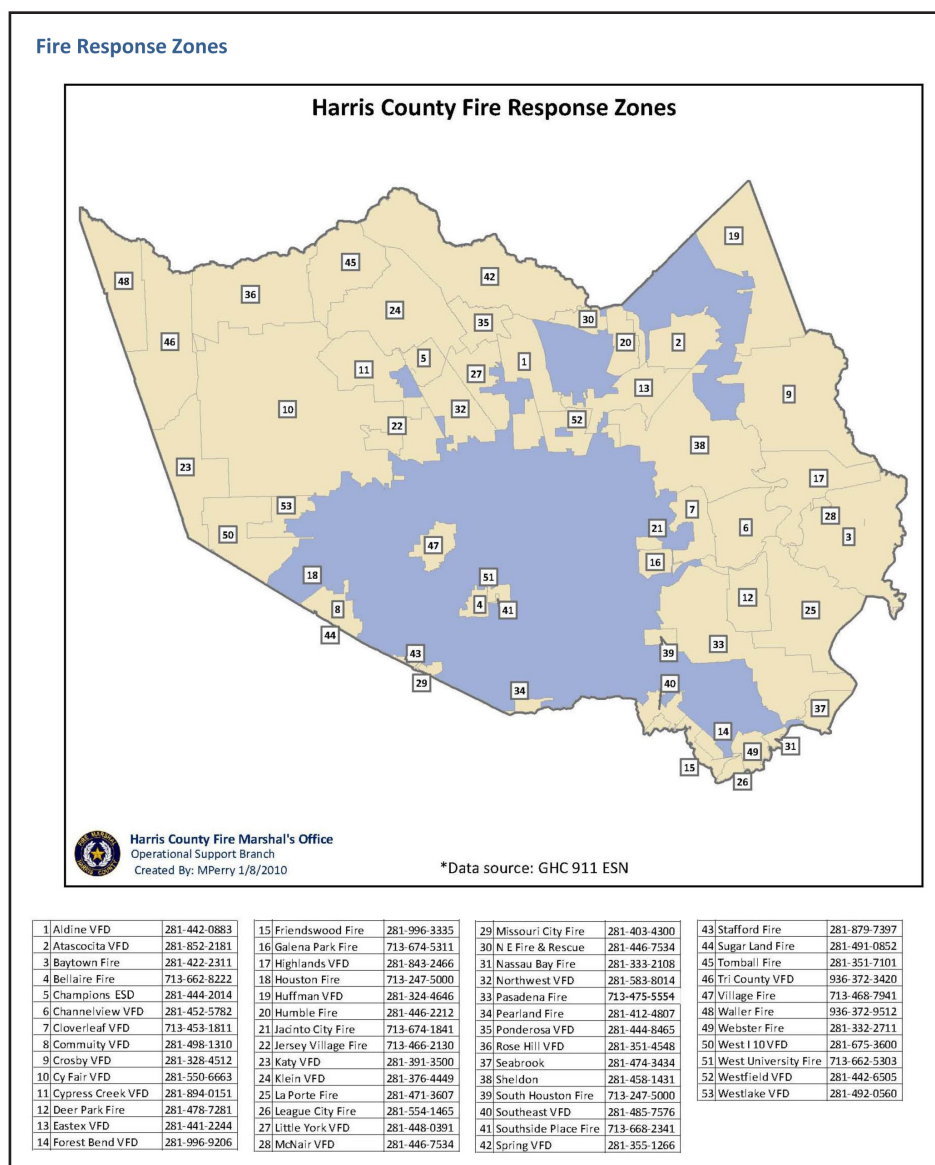 Fire Response Zones
Harris County Fire Response Zones
19
45
42
48
36
24
30
35
46
20
2
5
1
11
27
13
9
10
32
52
22
38
23
17
53
7
28
21
6
50
3
47
16
18
51
12
4
25
8
41
44
33
43
39
29
40
34
37
14
31
49
15
26
FIRE MARSHAL
HARRIS COUNTY
Harris County Fire Marshal's Office
Operational Support Branch
Created By: MPerry 1/8/2010
*Data source: GHC 911 ESN
1 Aldine VFD 281-442-0883
2 Atascocita VFD 281-852-2181
3 Baytown Fire 281-422-2311
4 Bellaire Fire 713-662-8222
5 Champions ESD 281-444-2014
6 Channelview VFD 281-452-5782
7 Cloverleaf VFD 713-453-1811
8 Commuity VFD 281-498-1310
9 Crosby VFD 281-328-4512
10 Cy Fair VFD 281-550-6663
11 Cypress Creek VFD 281-894-0151
12 Deer Park Fire 281-478-7281
13 Eastex VFD 281-441-2244
14 Forest Bend VFD 281-996-9206
15 Friendswood Fire 281-996-3335
16 Galena Park Fire 713-674-5311
17 Highlands VFD 281-843-2466
18 Houston Fire 713-247-5000
19 Huffman VFD 281-324-4646
20 Humble Fire 281-446-2212
21 Jacinto City Fire 713-674-1841
22 Jersey Village Fire 713-466-2130
23 Katy VFD 281-391-3500
24 Klein VFD 281-376-4449
25 La Porte Fire 281-471-3607
26 League City Fire 281-554-1465
27 Little York VFD 281-448-0391
28 McNair VFD 281-446-7534
29 Missouri City Fire 281-403-4300
30 N E Fire & Rescue 281-446-7534
31 Nassau Bay Fire 281-333-2108
32 Northwest VFD 281-583-8014
33 Pasadena Fire 713-475-5554
34 Pearland Fire 281-412-4807
35 Ponderosa VFD 281-444-8465
36 Rose Hill VFD 281-351-4548
37 Seabrook 281-474-3434
38 Sheldon 281-458-1431
39 South Houston Fire 713-247-5000
40 Southeast VFD 281-485-7576
41 Southside Place Fire 713-668-2341
42 Spring VFD 281-355-1266
43 Stafford Fire 281-879-7397
44 Sugar Land Fire 281-491-0852
45 Tomball Fire 281-351-7101
46 Tri County VFD 936-372-3420
47 Village Fire 713-468-7941
48 Waller Fire 936-372-9512
49 Webster Fire 281-332-2711
50 West I 10 VFD 281-675-3600
51 West University Fire 713-662-5303
52 Westfield VFD 281-442-6505
53 Westlake VFD 281-492-0560